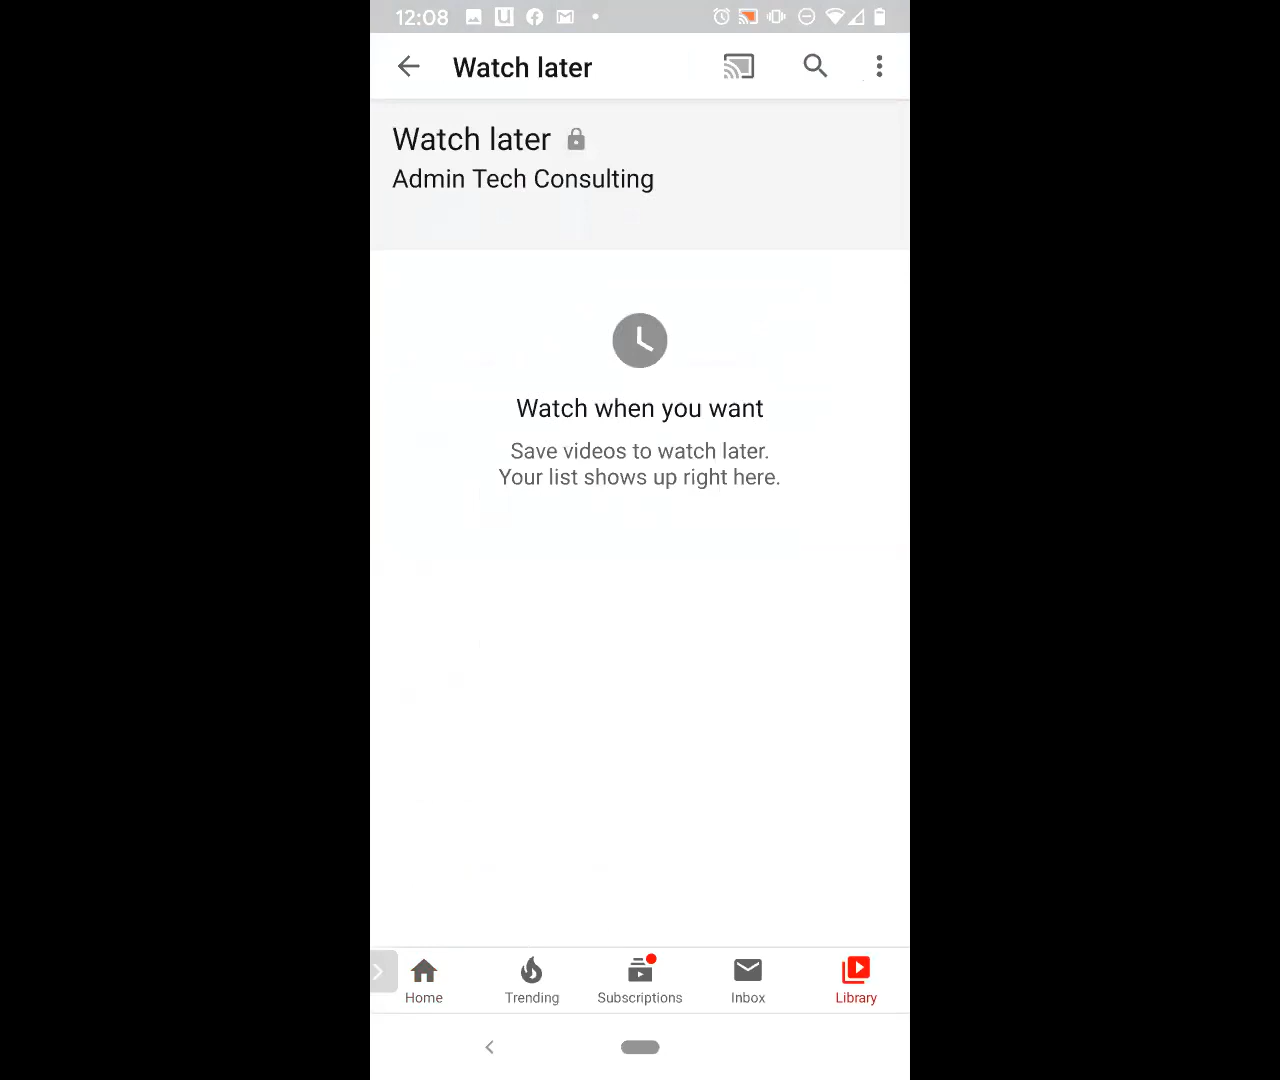 12:08
Watch later
Watch later
Admin Tech Consulting
Watch when you want
Save videos to watch later.
Your list shows up right here.
Home
Trending
Subscriptions
Inbox
Library